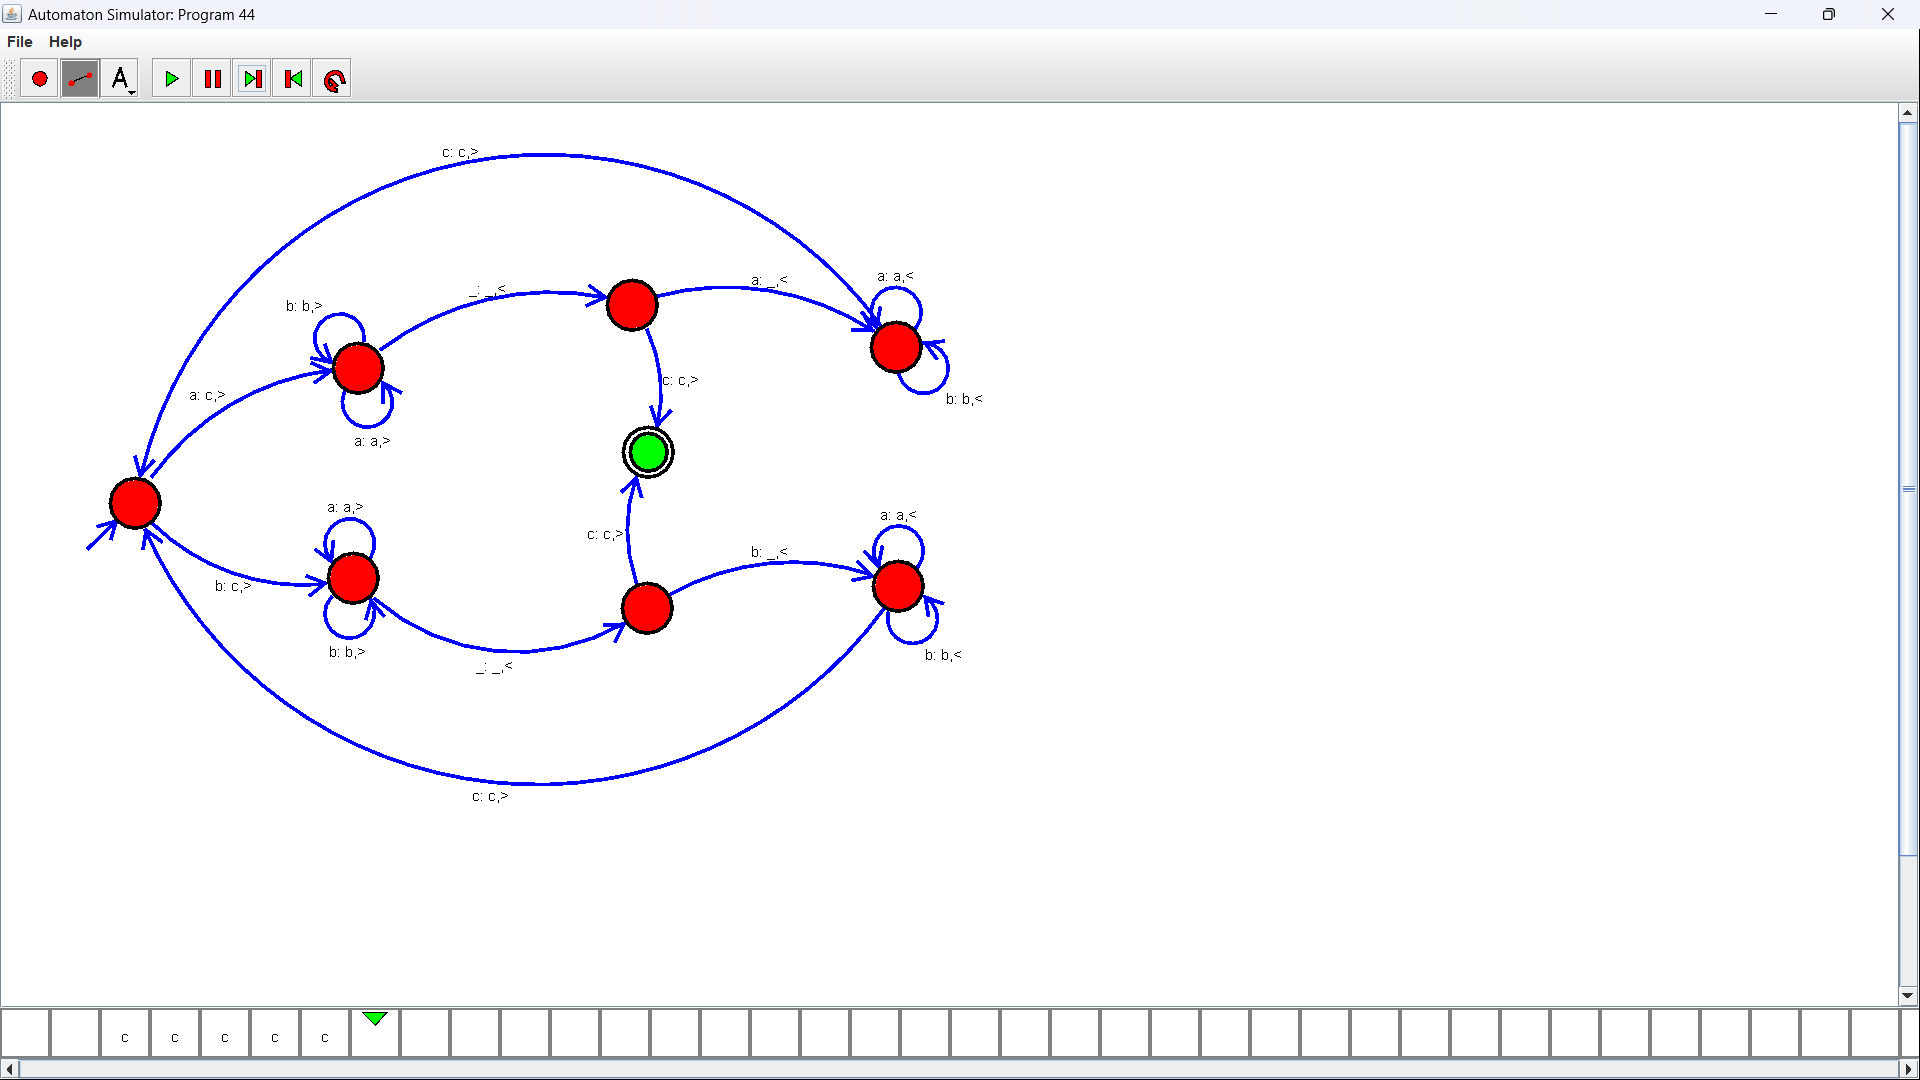 Automaton Simulator: Program 44
File Help
A
c: c,>
a: a,<
_: _,<
a: _,<
b: b,>
c: c,>
a: c,>
b: b,<
a: a,>
a: a,>
a: a,<
c: c,>
b: _,<
b: c,>
b: b,>
b: b,<
_: _,<
c: c,>
c c c c c